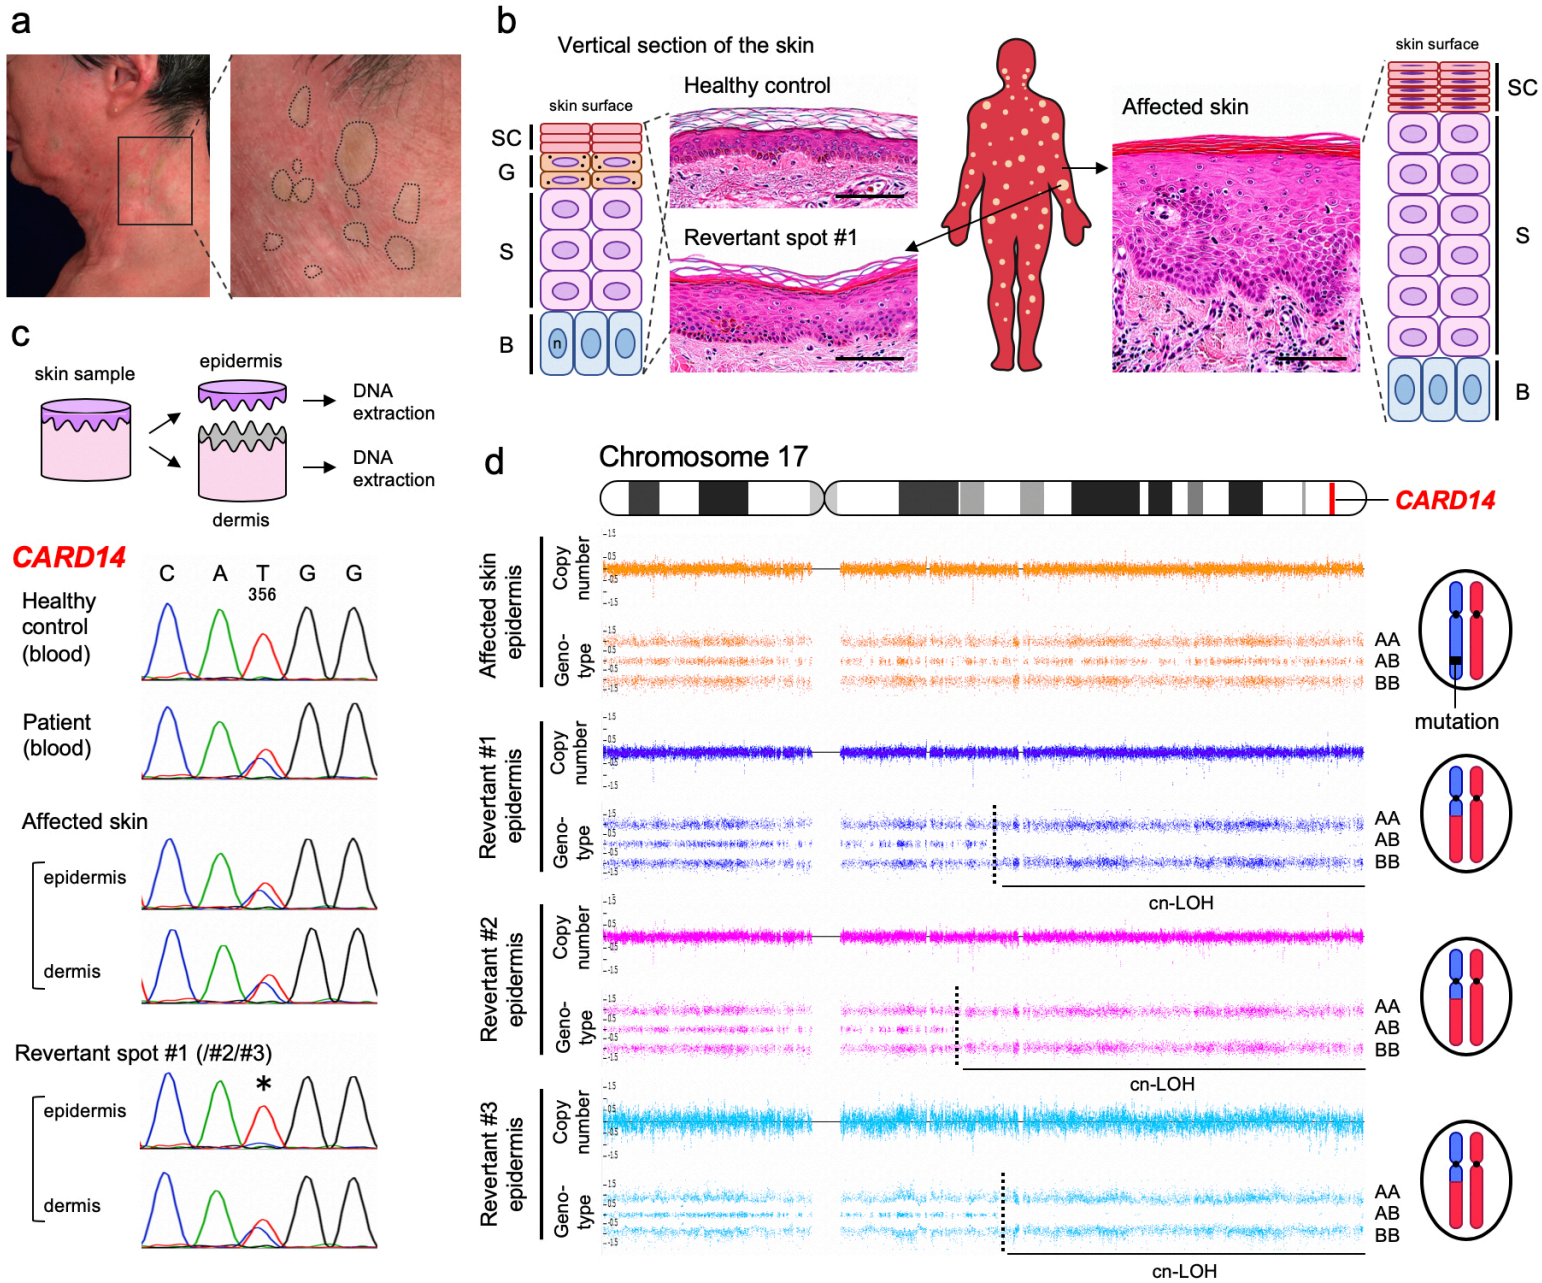 a
b
Vertical section of the skin
skin surface
SC
G
S
B
n
Healthy control
Revertant spot #1
Affected skin
skin surface
SC
S
B
c
skin sample
epidermis
dermis
DNA
extraction
DNA
extraction
CARD14
C A T G G
356
Healthy
control
(blood)
Patient
(blood)
Affected skin
epidermis
dermis
Revertant spot #1 (/#2/#3)
*
epidermis
dermis
d
Chromosome 17
CARD14
Affected skin
epidermis
Copy
number
Geno-
type
AA
AB
BB
mutation
Revertant #1
epidermis
Copy
number
Geno-
type
AA
AB
BB
cn-LOH
Revertant #2
epidermis
Copy
number
Geno-
type
AA
AB
BB
cn-LOH
Revertant #3
epidermis
Copy
number
Geno-
type
AA
AB
BB
cn-LOH